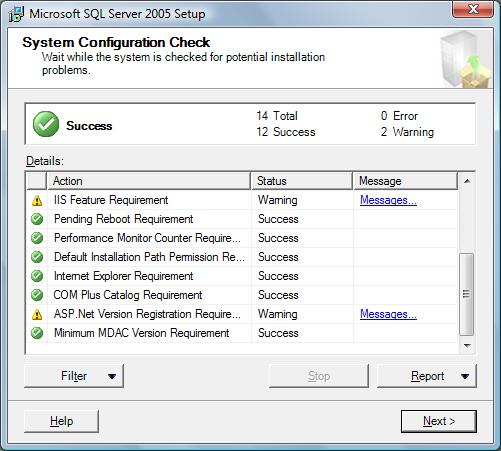 Microsoft SQL Server 2005 Setup
System Configuration Check
Wait while the system is checked for potential installation
problems.
Success
14 Total
0 Error
12 Success
2 Warning
Details:
Action Status Message
IIS Feature Requirement Warning Messages...
Pending Reboot Requirement Success
Performance Monitor Counter Require... Success
Default Installation Path Permission Re... Success
Internet Explorer Requirement Success
COM Plus Catalog Requirement Success
ASP.Net Version Registration Require... Warning Messages...
Minimum MDAC Version Requirement Success
Filter Stop Report
Help Next >